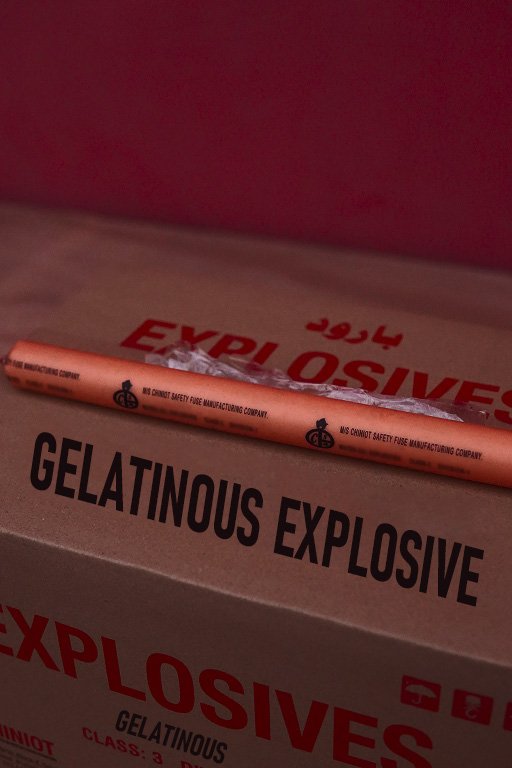 بارود
EXPLOSIVES
FUSE MANUFACTURING COMPANY.
M/S CHINIOT SAFETY FUSE MANUFACTURING COMPANY.
M/S CHINIOT SAFETY FUSE MANUFACTURING COMPANY.
GELATINOUS EXPLOSIVE
EXPLOSIVES
GELATINOUS
CLASS: 3